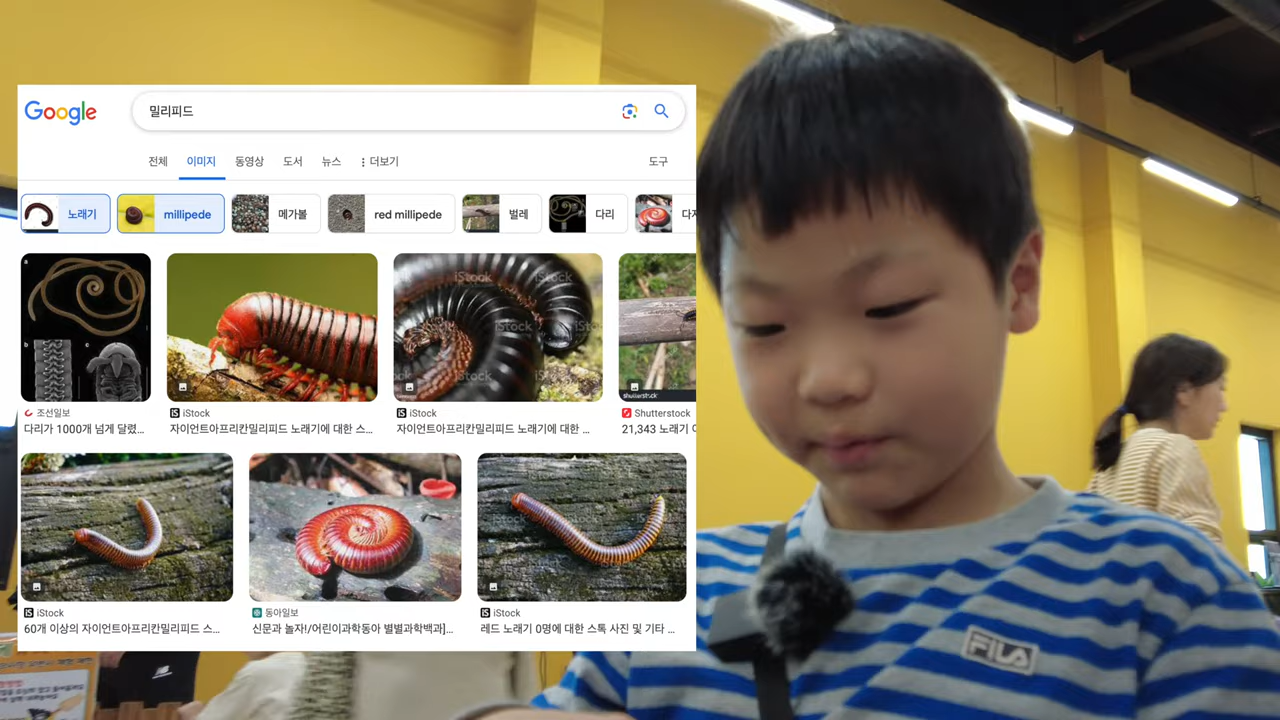 Google
밀리피드
전체 이미지 동영상 도서 뉴스 더보기 도구
노래기 millipede 메가볼 red millipede 벌레 다리
iStock iStock
iStock iStock
iStock iStock
shutterstock
조선일보 iStock iStock Shutterstock
다리가 1000개 넘게 달렸... 자이언트아프리칸밀리피드 노래기에 대한 스... 자이언트아프리칸밀리피드 노래기에 대한 ... 21,343 노래기
iStock 동아일보 iStock
60개 이상의 자이언트아프리칸밀리피드 스... 신문과 놀자!/어린이과학동아 별별과학백과]... 레드 노래기 0명에 대한 스톡 사진 및 기타 ...
FILA